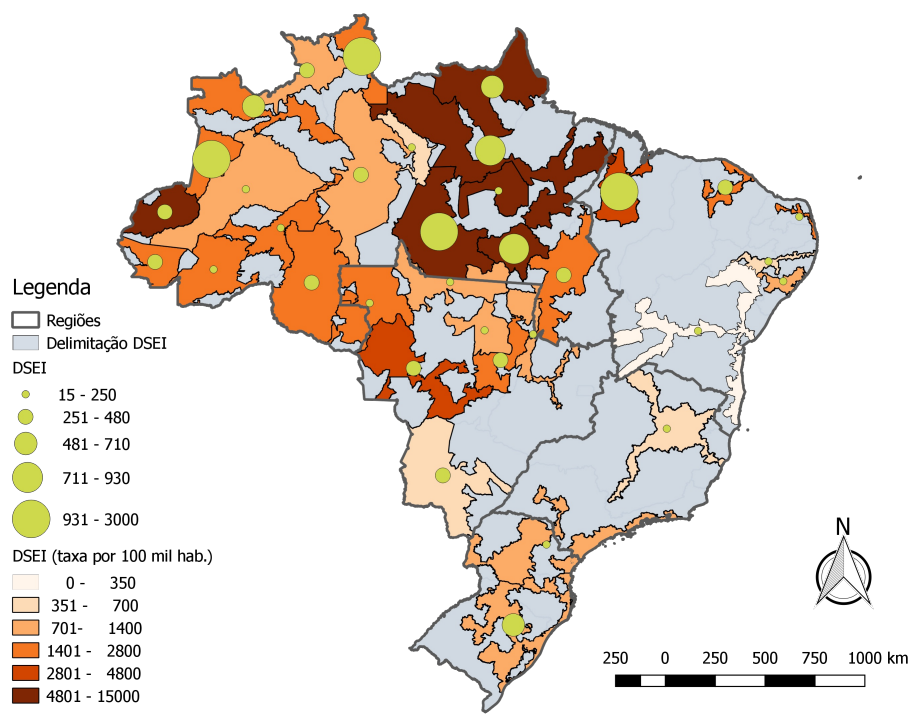 Legenda
Regiões
Delimitação DSEI
DSEI
15 - 250
251 - 480
481 - 710
711 - 930
931 - 3000
DSEI (taxa por 100 mil hab.)
0 - 350
351 - 700
701- 1400
1401 - 2800
2801 - 4800
4801 - 15000
N
250 0 250 500 750 1000 km